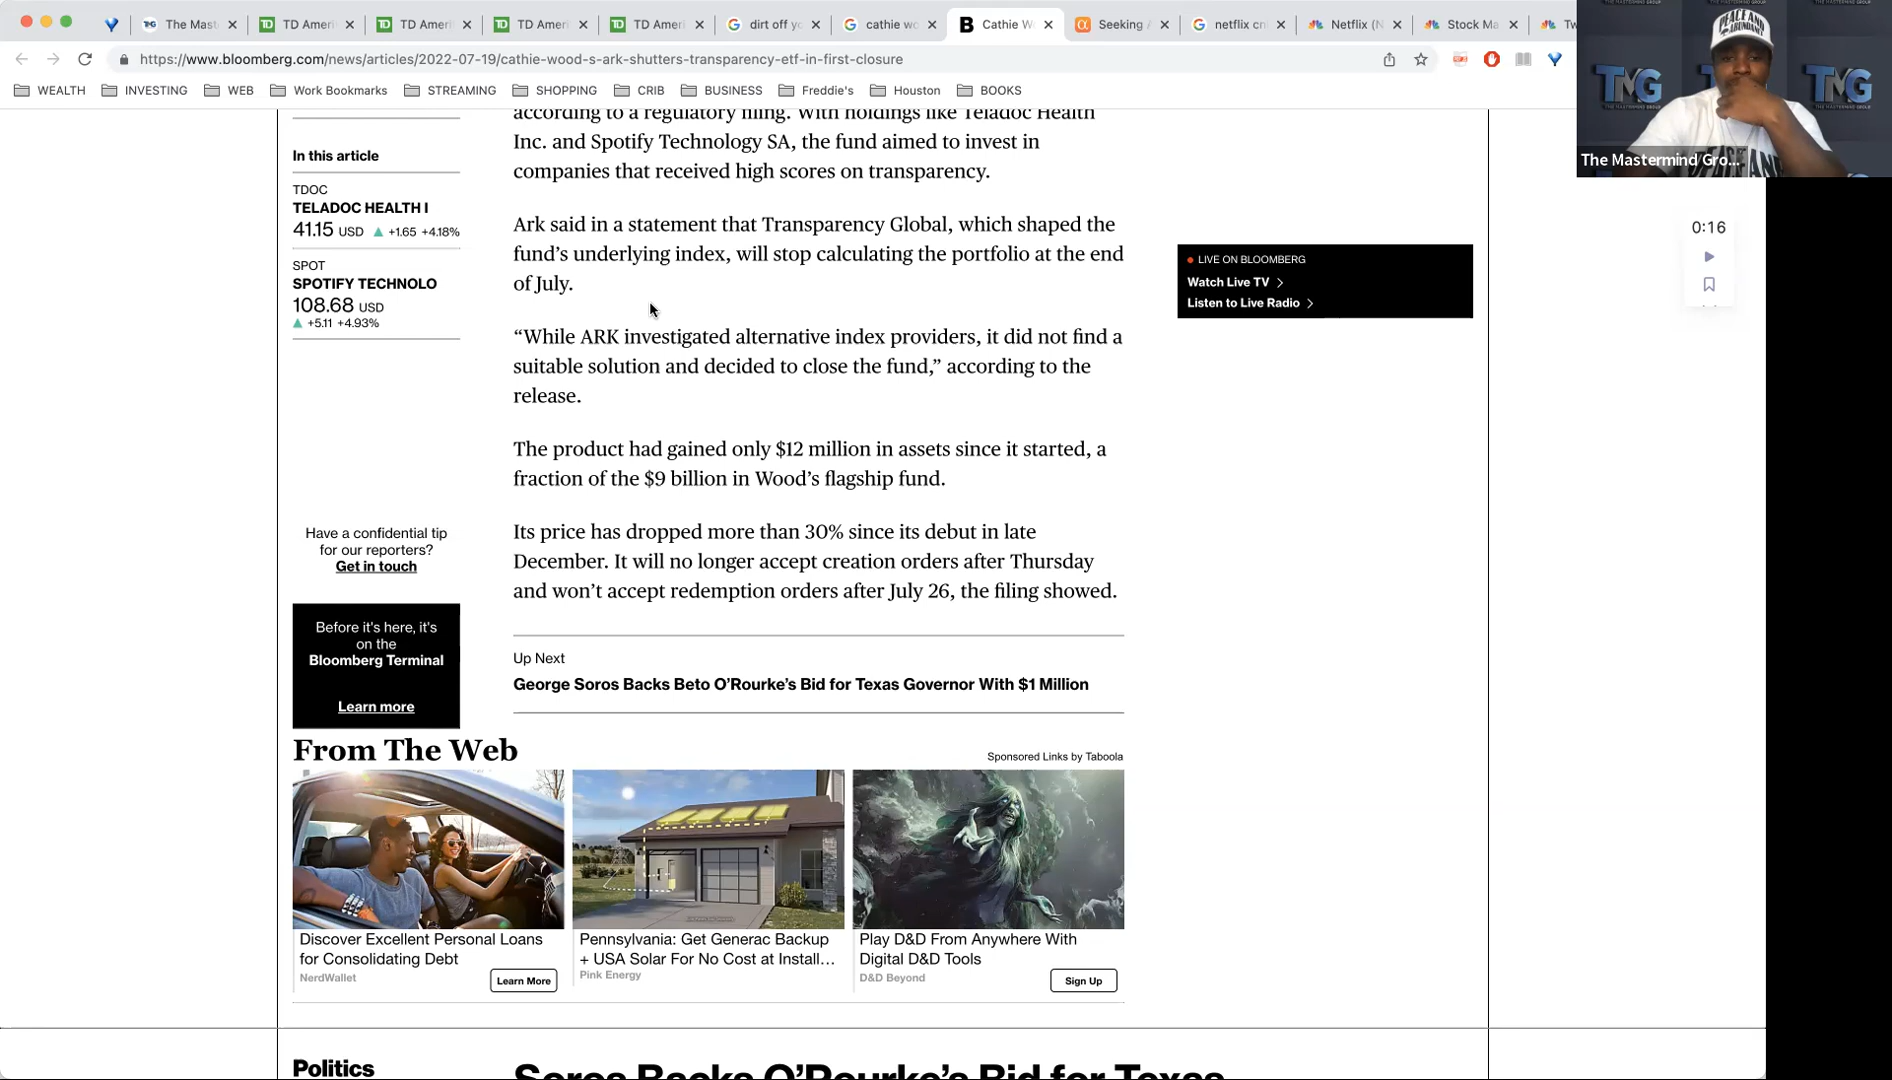 The Mast
TD Ameri
TD Ameri
TD Ameri
TD Ameri
dirt off yo
cathie wo
Cathie W
Seeking A
netflix cn
Netflix (N
Stock Ma
Tw
https://www.bloomberg.com/news/articles/2022-07-19/cathie-wood-s-ark-shutters-transparency-etf-in-first-closure
WEALTH
INVESTING
WEB
Work Bookmarks
STREAMING
SHOPPING
CRIB
BUSINESS
Freddie's
Houston
BOOKS
PEACE AND
ABUNDANT
TMG
THE MASTERMIND GROUP
TMG
The Mastermind Gro...
0:16
In this article
TDOC
TELADOC HEALTH I
41.15 USD ▲ +1.65 +4.18%
SPOT
SPOTIFY TECHNOLO
108.68 USD
▲ +5.11 +4.93%
Have a confidential tip
for our reporters?
Get in touch
Before it's here, it's
on the
Bloomberg Terminal
Learn more
according to a regulatory filing. With holdings like Teladoc Health
Inc. and Spotify Technology SA, the fund aimed to invest in
companies that received high scores on transparency.
Ark said in a statement that Transparency Global, which shaped the
fund’s underlying index, will stop calculating the portfolio at the end
of July.
“While ARK investigated alternative index providers, it did not find a
suitable solution and decided to close the fund,” according to the
release.
The product had gained only $12 million in assets since it started, a
fraction of the $9 billion in Wood’s flagship fund.
Its price has dropped more than 30% since its debut in late
December. It will no longer accept creation orders after Thursday
and won’t accept redemption orders after July 26, the filing showed.
LIVE ON BLOOMBERG
Watch Live TV
Listen to Live Radio
Up Next
George Soros Backs Beto O’Rourke’s Bid for Texas Governor With $1 Million
From The Web
Sponsored Links by Taboola
Discover Excellent Personal Loans
for Consolidating Debt
NerdWallet
Learn More
Pennsylvania: Get Generac Backup
+ USA Solar For No Cost at Install...
Pink Energy
Play D&D From Anywhere With
Digital D&D Tools
D&D Beyond
Sign Up
Politics
Soros Backs O’Rourke’s Bid for Texas